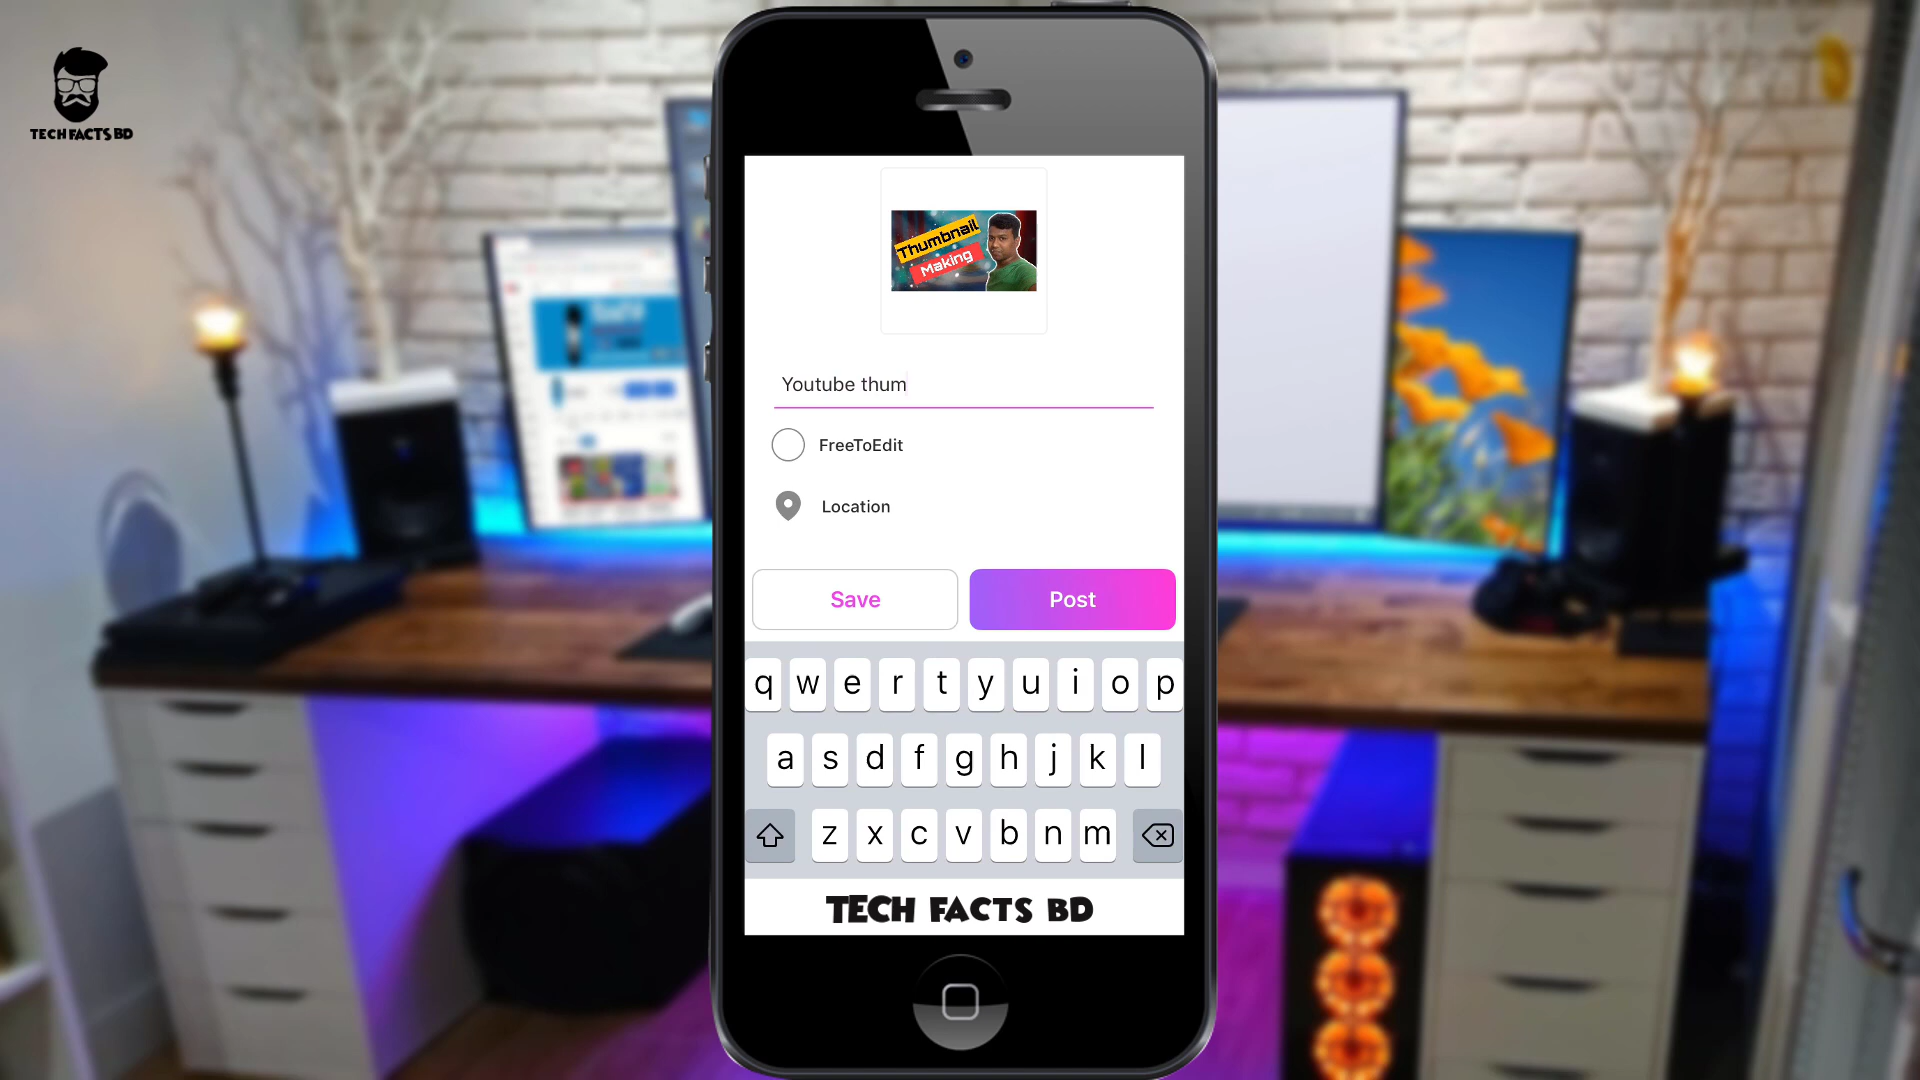 TECH FACTS BD
Thumbnail
Making
Youtube thum
FreeToEdit
Location
Save
Post
q w e r t y u i o p
a s d f g h j k l
z x c v b n m
TECH FACTS BD